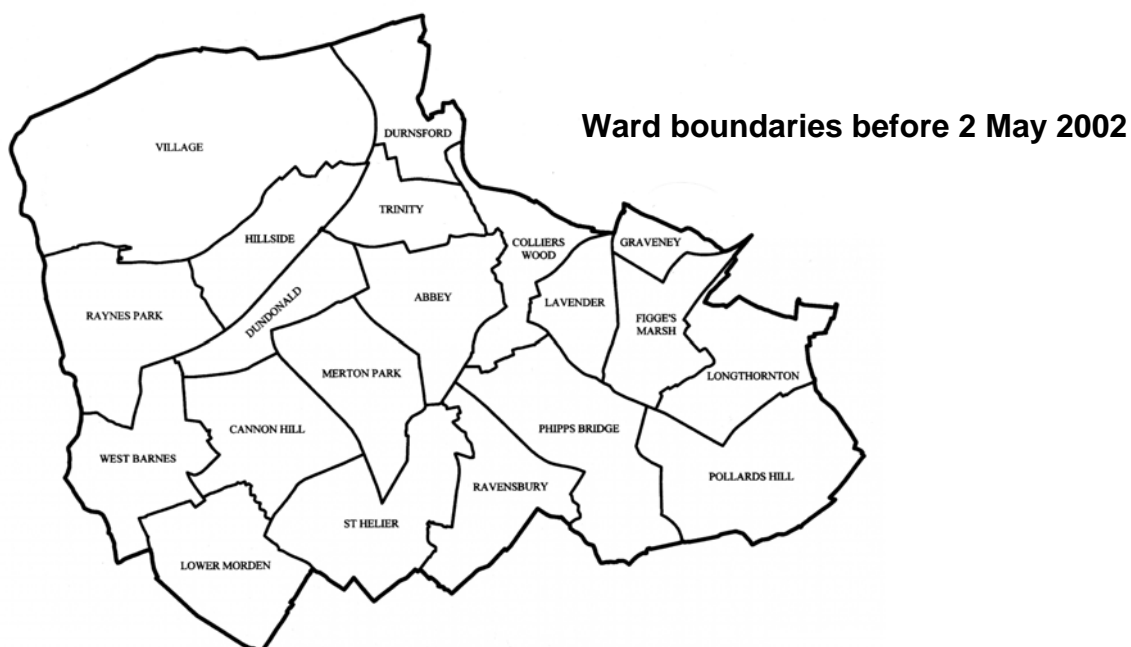 Ward boundaries before 2 May 2002
DURNSFORD
VILLAGE
TRINITY
HILLSIDE
COLLIERS
WOOD
GRAVENEY
ABBEY
LAVENDER
DUNDONALD
RAYNES PARK
FIGGE'S
MARSH
MERTON PARK
LONGTHORNTON
CANNON HILL
PHIPPS BRIDGE
WEST BARNES
POLLARDS HILL
RAVENSBURY
ST HELIER
LOWER MORDEN